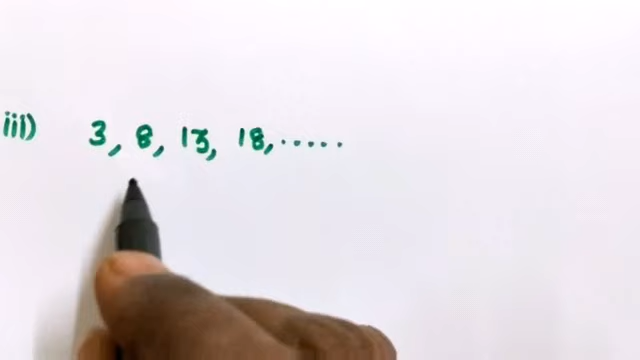 iii) 3, 8, 13, 18, .....